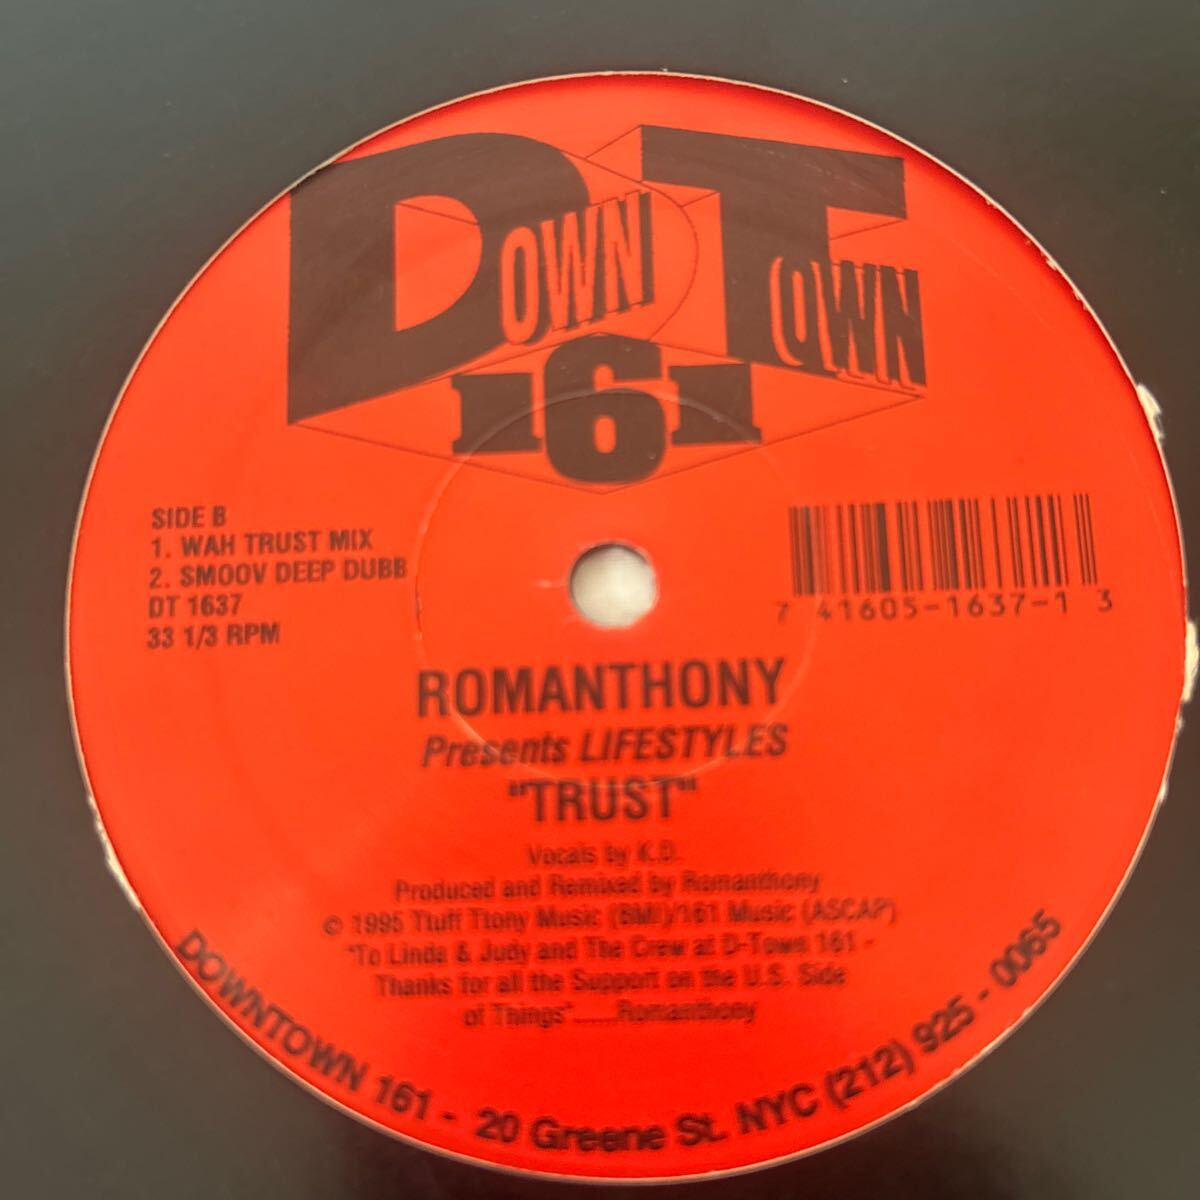 DOWN TOWN
161
SIDE B
1. WAH TRUST MIX
2. SMOOV DEEP DUBB
DT 1637
33 1/3 RPM
7 41605-1637-1 3
ROMANTHONY
Presents LIFESTYLES
"TRUST"
Vocals by K.D.
Produced and Remixed by Romanthony
© 1995 Ttuff Ttony Music (BMI)/161 Music (ASCAP)
"To Linda & Judy and The Crew at D-Town 161 -
Thanks for all the Support on the U.S. Side
of Things".....Romanthony
DOWNTOWN 161 - 20 Greene St. NYC (212) 925 - 0065